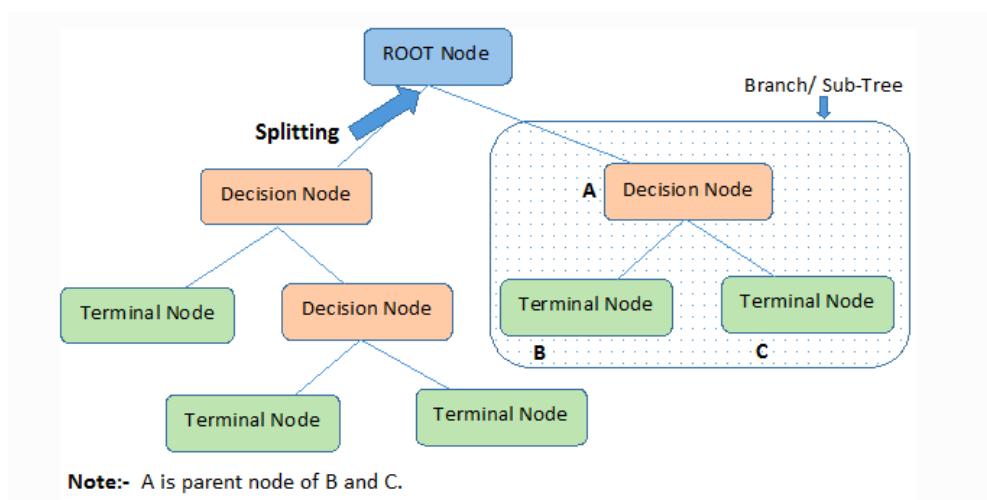 ROOT Node
Branch/ Sub-Tree
Splitting
Decision Node
A
Decision Node
Terminal Node
Decision Node
Terminal Node
Terminal Node
B
C
Terminal Node
Terminal Node
Note:- A is parent node of B and C.